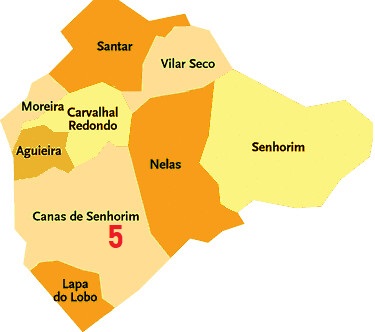 Santar
Vilar Seco
Moreira
Carvalhal
Redondo
Aguieira
Nelas
Senhorim
Canas de Senhorim
5
Lapa
do Lobo